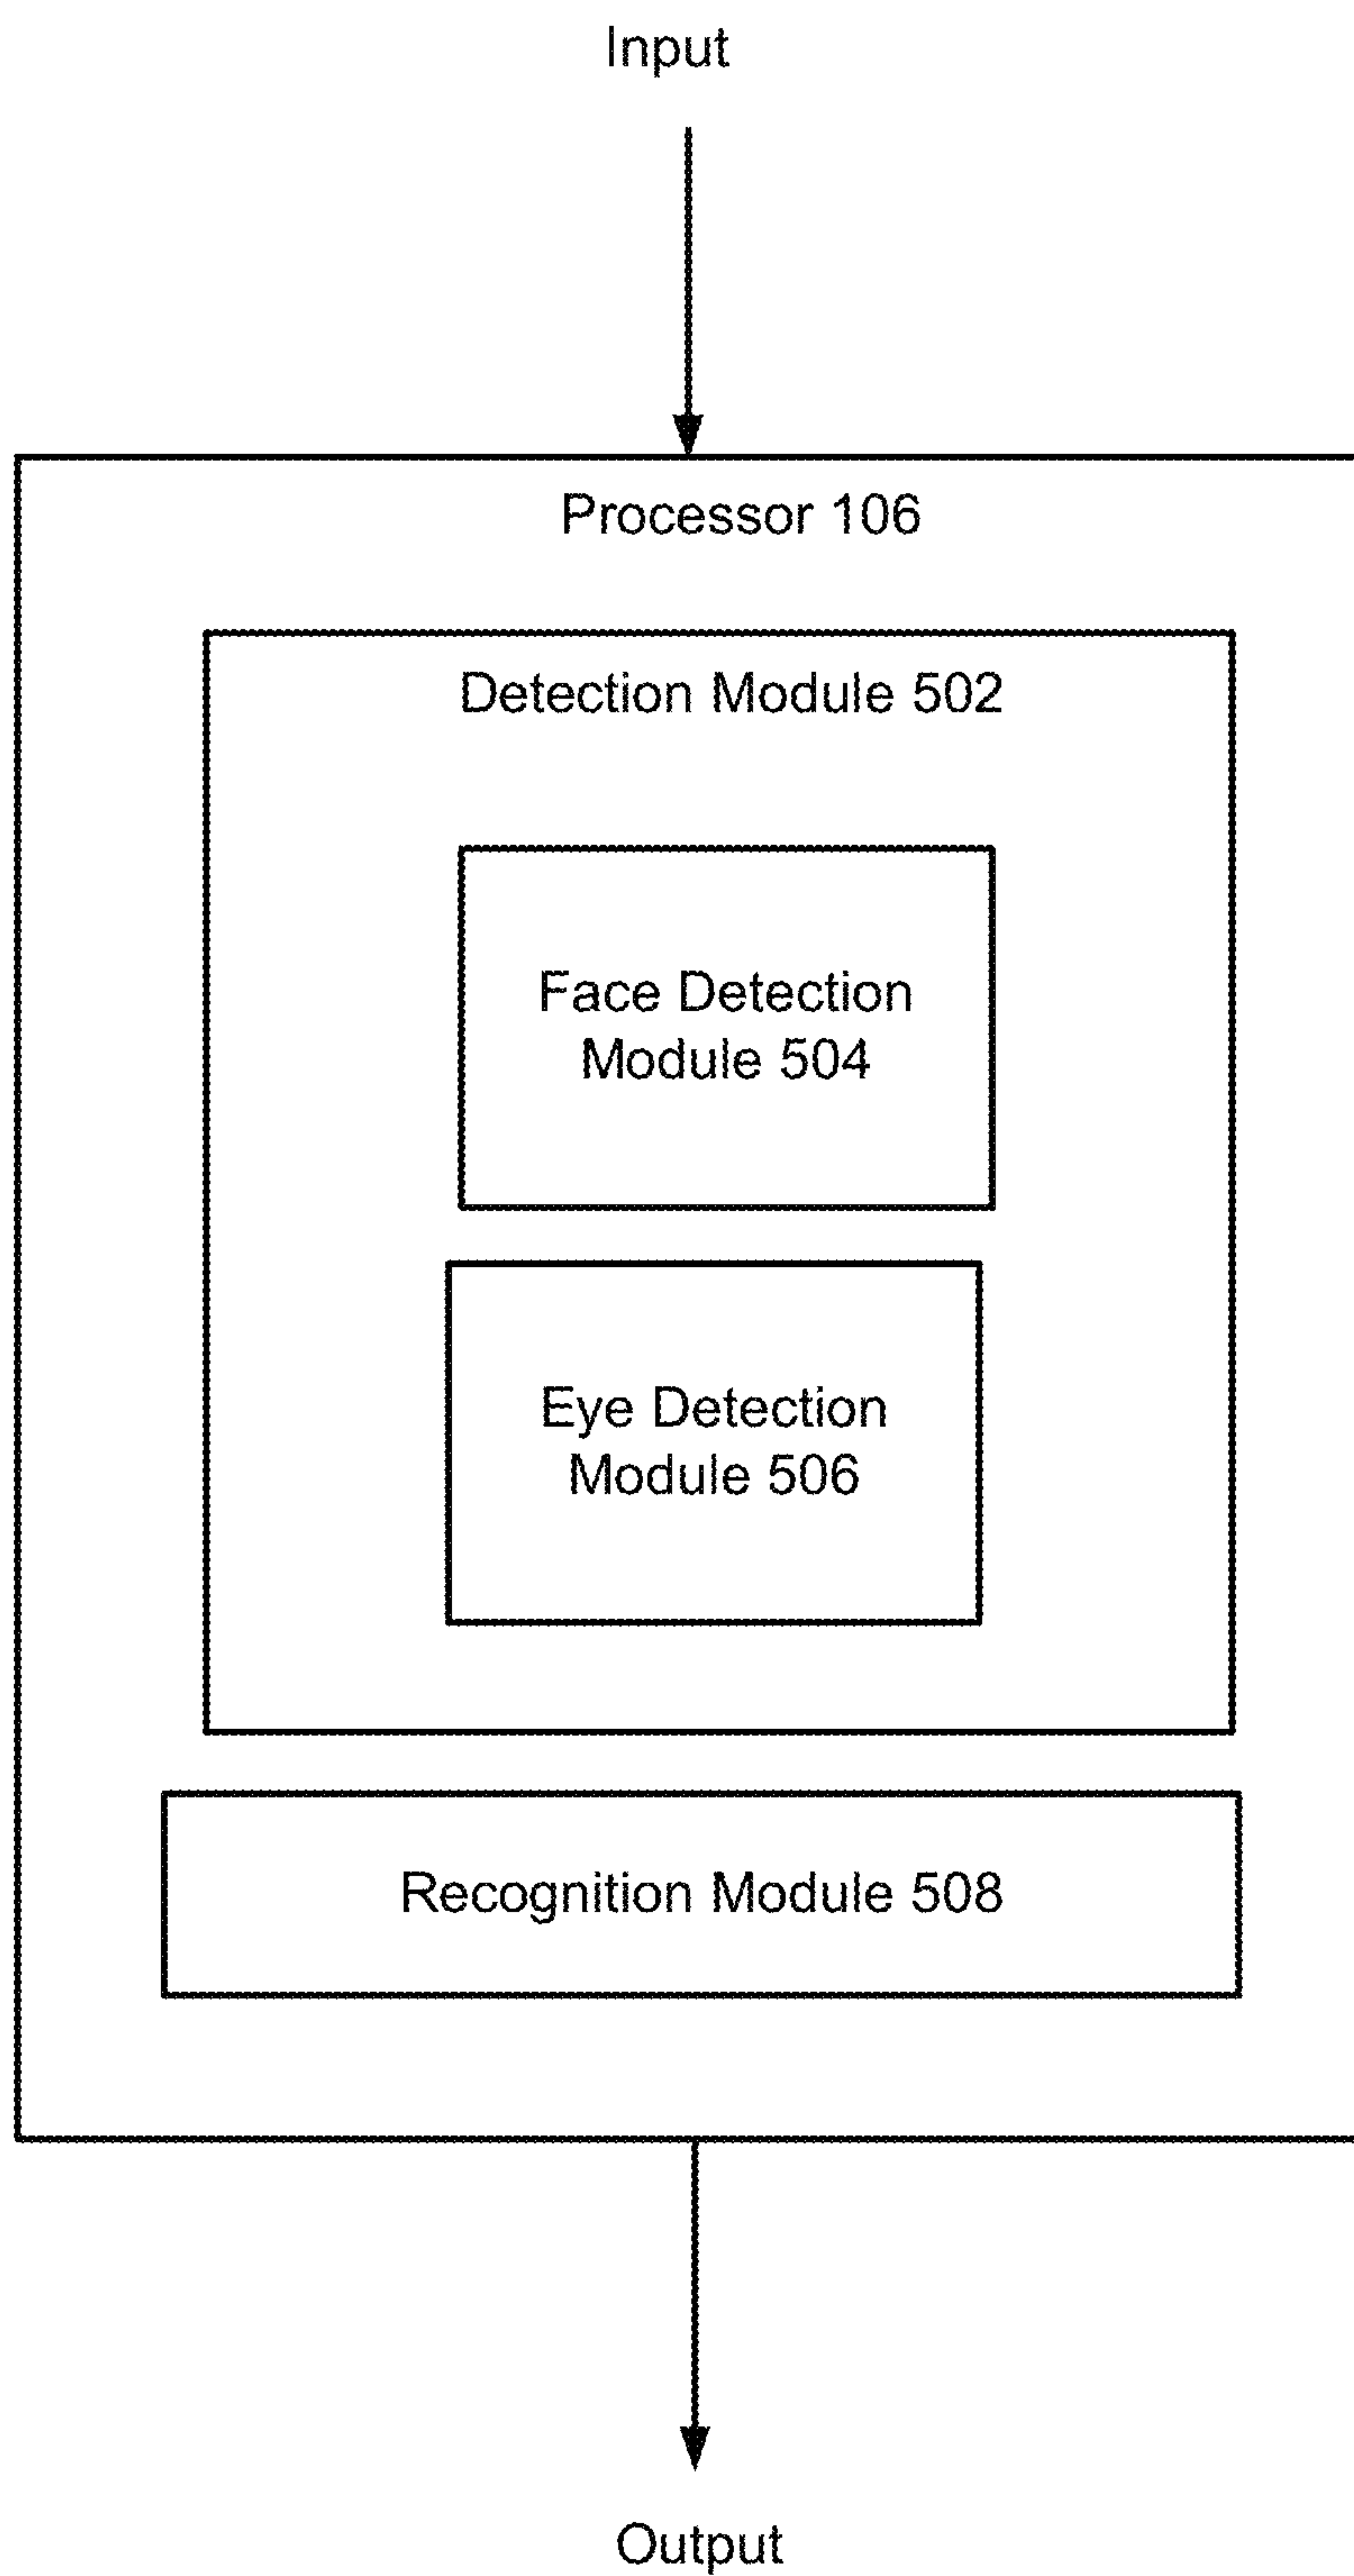 Input
Processor 106
Detection Module 502
Face Detection
Module 504
Eye Detection
Module 506
Recognition Module 508
Output